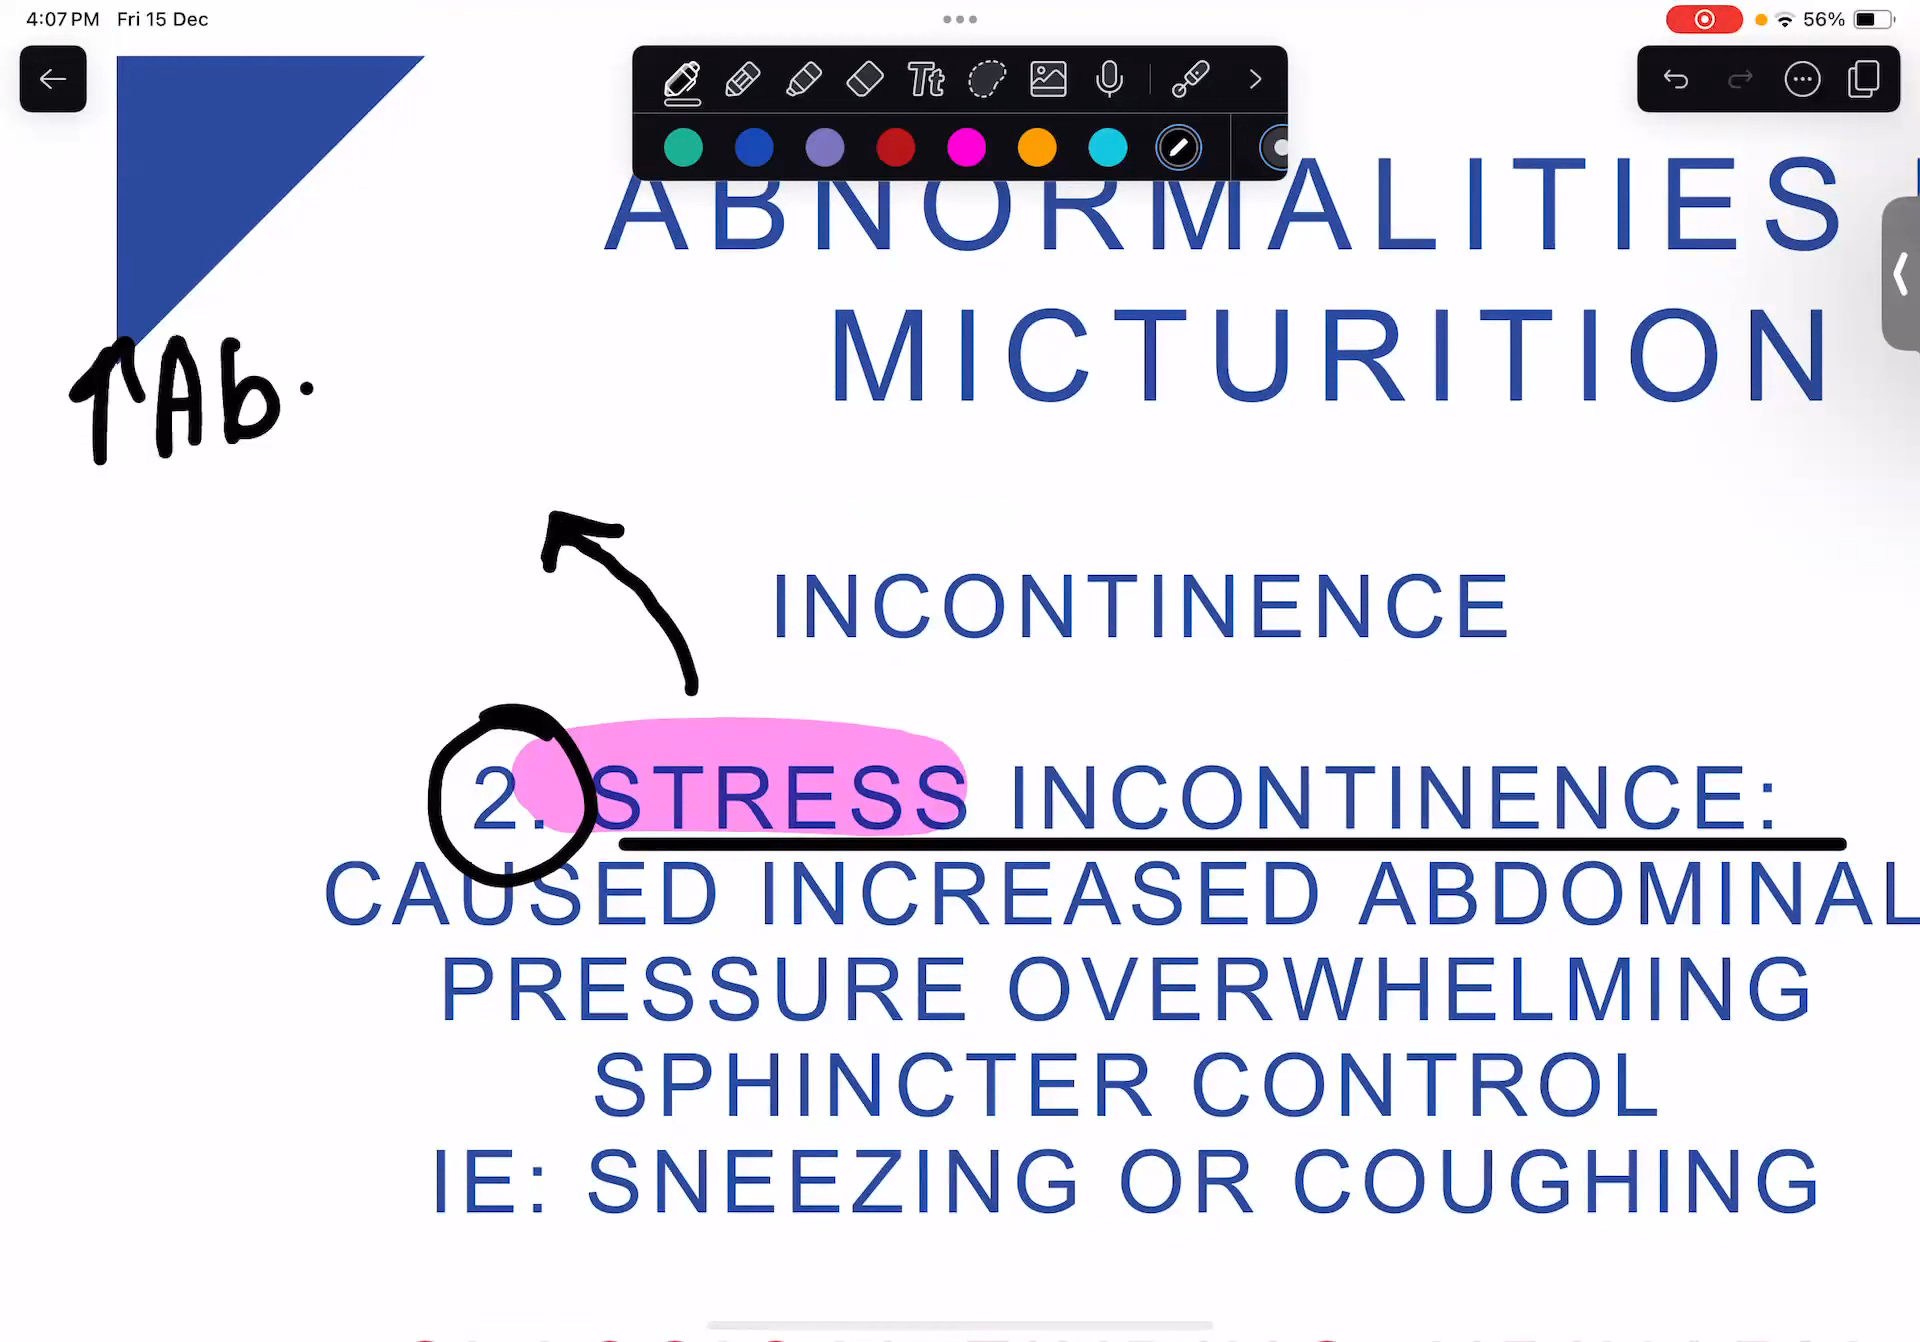 4:07 PM Fri 15 Dec
56%
Tt
ABNORMALITIES
MICTURITION
↑Ab.
INCONTINENCE
2. STRESS INCONTINENCE:
CAUSED INCREASED ABDOMINAL
PRESSURE OVERWHELMING
SPHINCTER CONTROL
IE: SNEEZING OR COUGHING